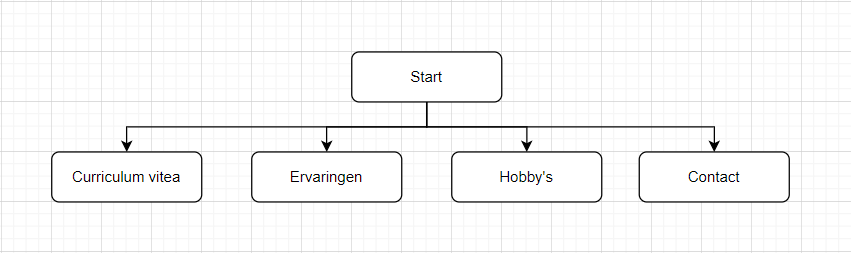 Start
Curriculum vitea
Ervaringen
Hobby's
Contact